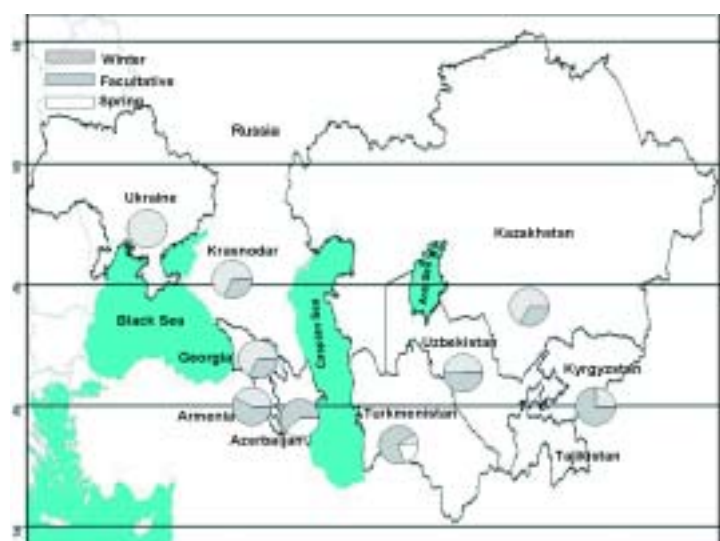 Winter
Facultative
Spring
Russia
Ukraine
Krasnodar
Kazakhstan
Aral Sea
Caspian Sea
Black Sea
Georgia
Uzbekistan
Kyrgyzstan
Armenia
Azerbaijan
Turkmenistan
Tajikistan